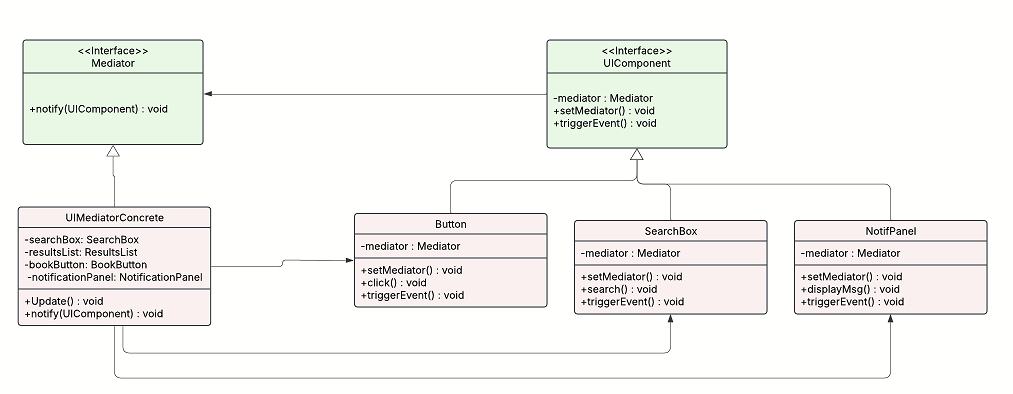 <<Interface>>
Mediator
+notify(UIComponent) : void
<<Interface>>
UIComponent
-mediator : Mediator
+setMediator() : void
+triggerEvent() : void
UIMediatorConcrete
-searchBox: SearchBox
-resultsList: ResultsList
-bookButton: BookButton
-notificationPanel: NotificationPanel
+Update() : void
+notify(UIComponent) : void
Button
-mediator : Mediator
+setMediator() : void
+click() : void
+triggerEvent() : void
SearchBox
-mediator : Mediator
+setMediator() : void
+search() : void
+triggerEvent() : void
NotifPanel
-mediator : Mediator
+setMediator() : void
+displayMsg() : void
+triggerEvent() : void